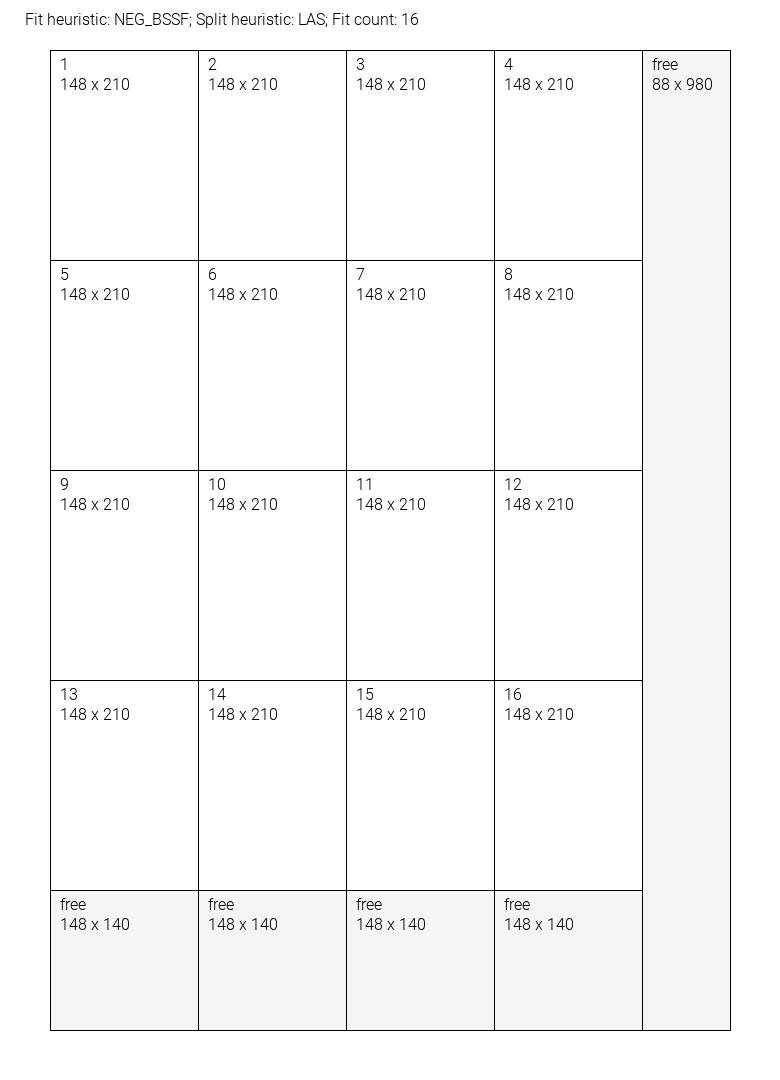 Fit heuristic: NEG_BSSF; Split heuristic: LAS; Fit count: 16
1
148 x 210
2
148 x 210
3
148 x 210
4
148 x 210
free
88 x 980
5
148 x 210
6
148 x 210
7
148 x 210
8
148 x 210
9
148 x 210
10
148 x 210
11
148 x 210
12
148 x 210
13
148 x 210
14
148 x 210
15
148 x 210
16
148 x 210
free
148 x 140
free
148 x 140
free
148 x 140
free
148 x 140